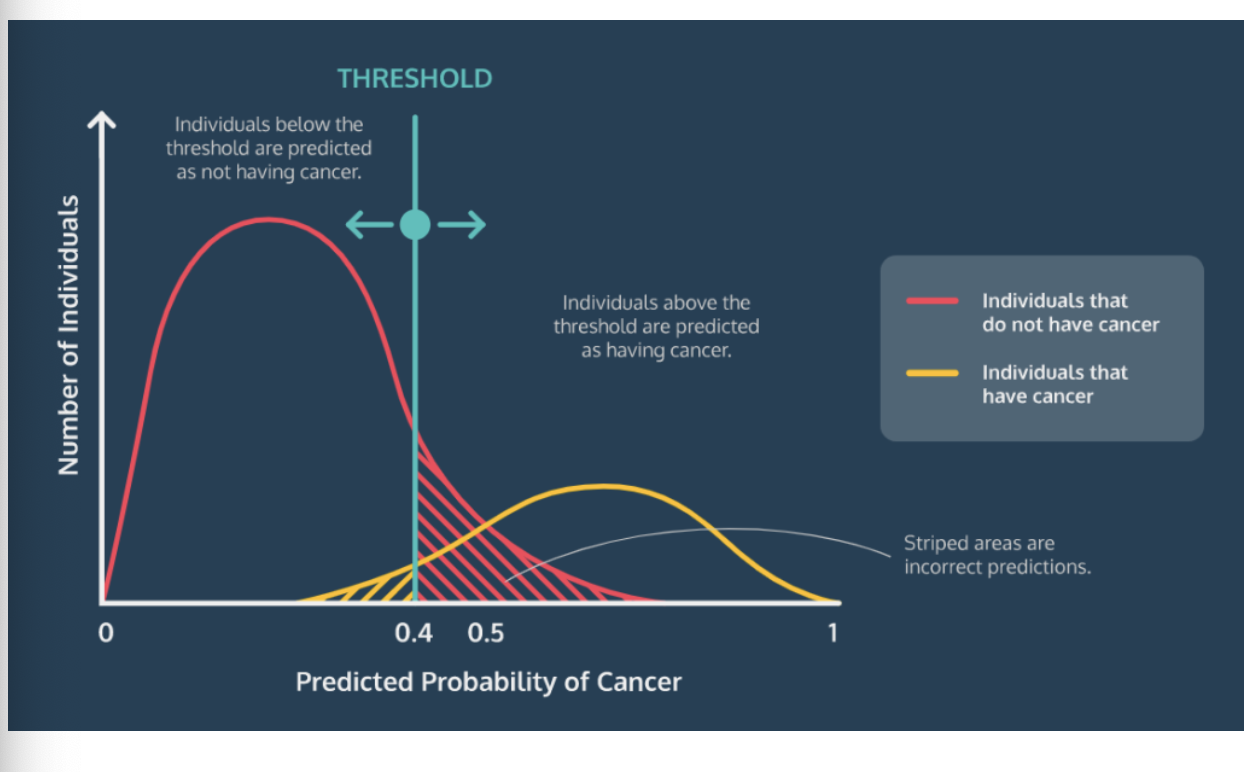 THRESHOLD
Individuals below the
threshold are predicted
as not having cancer.
Number of Individuals
Individuals above the
threshold are predicted
as having cancer.
Individuals that
do not have cancer
Individuals that
have cancer
Striped areas are
incorrect predictions.
0 0.4 0.5 1
Predicted Probability of Cancer